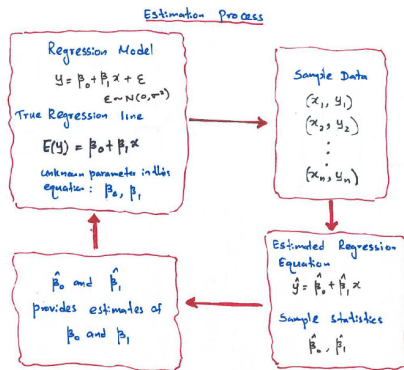 Estimation Process
Regression Model
y = β₀ + β₁x + ε
ε ~ N(0, σ²)
True Regression line
E(y) = β₀ + β₁x
unknown parameter in this
equation : β₀, β₁
Sample Data
(x₁, y₁)
(x₂, y₂)
⋮
(xₙ, yₙ)
Estimated Regression
Equation
ŷ = β̂₀ + β̂₁x
Sample statistics
β̂₀, β̂₁
β̂₀ and β̂₁
provides estimates of
β₀ and β₁